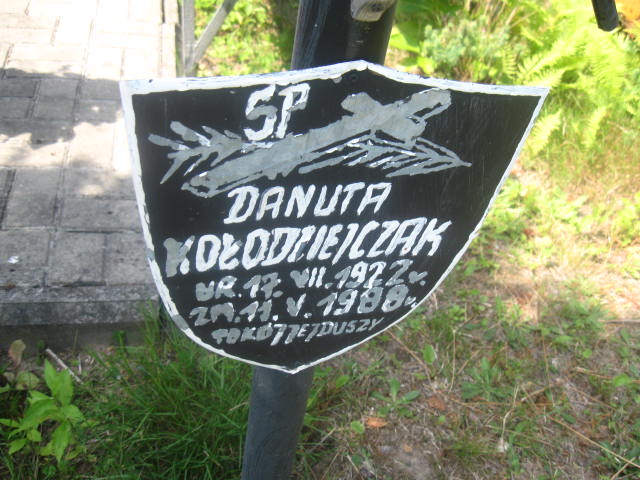 SP
DANUTA
KOŁODZIEJCZAK
UR. 17. VII. 1922 r.
ZM. 11. V. 1988 r.
POKÓJ JEJ DUSZY